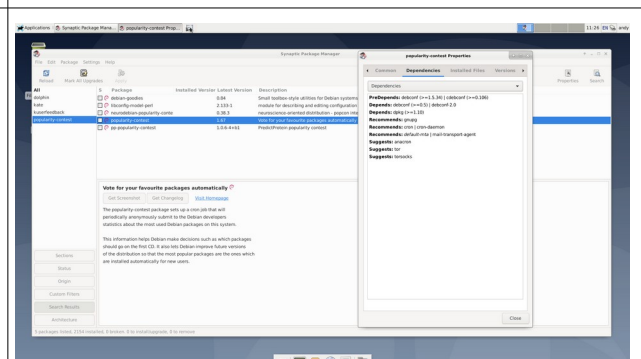 Applications
Synaptic Package Mana...
popularity-contest Prop...
11:26 EN andy
Synaptic Package Manager
File Edit Package Settings Help
Reload Mark All Upgrades Apply
Properties Search
All
dolphin
kate
kuserfeedback
popularity-contest
S Package Installed Version Latest Version Description
debian-goodies 0.84 Small toolbox-style utilities for Debian systems
libconfig-model-perl 2.133-1 module for describing and editing configuration
neurodebian-popularity-conte 0.38.3 neuroscience-oriented distribution - popcon inte
popularity-contest 1.67 Vote for your favourite packages automatically
pp-popularity-contest 1.0.6-4+b1 PredictProtein popularity contest
Vote for your favourite packages automatically
Get Screenshot Get Changelog Visit Homepage
The popularity-contest package sets up a cron job that will
periodically anonymously submit to the Debian developers
statistics about the most used Debian packages on this system.
This information helps Debian make decisions such as which packages
should go on the first CD. It also lets Debian improve future versions
of the distribution so that the most popular packages are the ones which
are installed automatically for new users.
Sections
Status
Origin
Custom Filters
Search Results
Architecture
5 packages listed, 2104 installed, 0 broken. 0 to install/upgrade, 0 to remove
popularity-contest Properties
Common Dependencies Installed Files Versions
Dependencies
PreDepends: debconf (>=1.5.34) | cdebconf (>=0.106)
Depends: debconf (>=0.5) | debconf-2.0
Depends: dpkg (>=1.10)
Recommends: gnupg
Recommends: cron | cron-daemon
Recommends: default-mta | mail-transport-agent
Suggests: anacron
Suggests: tor
Suggests: torsocks
Close